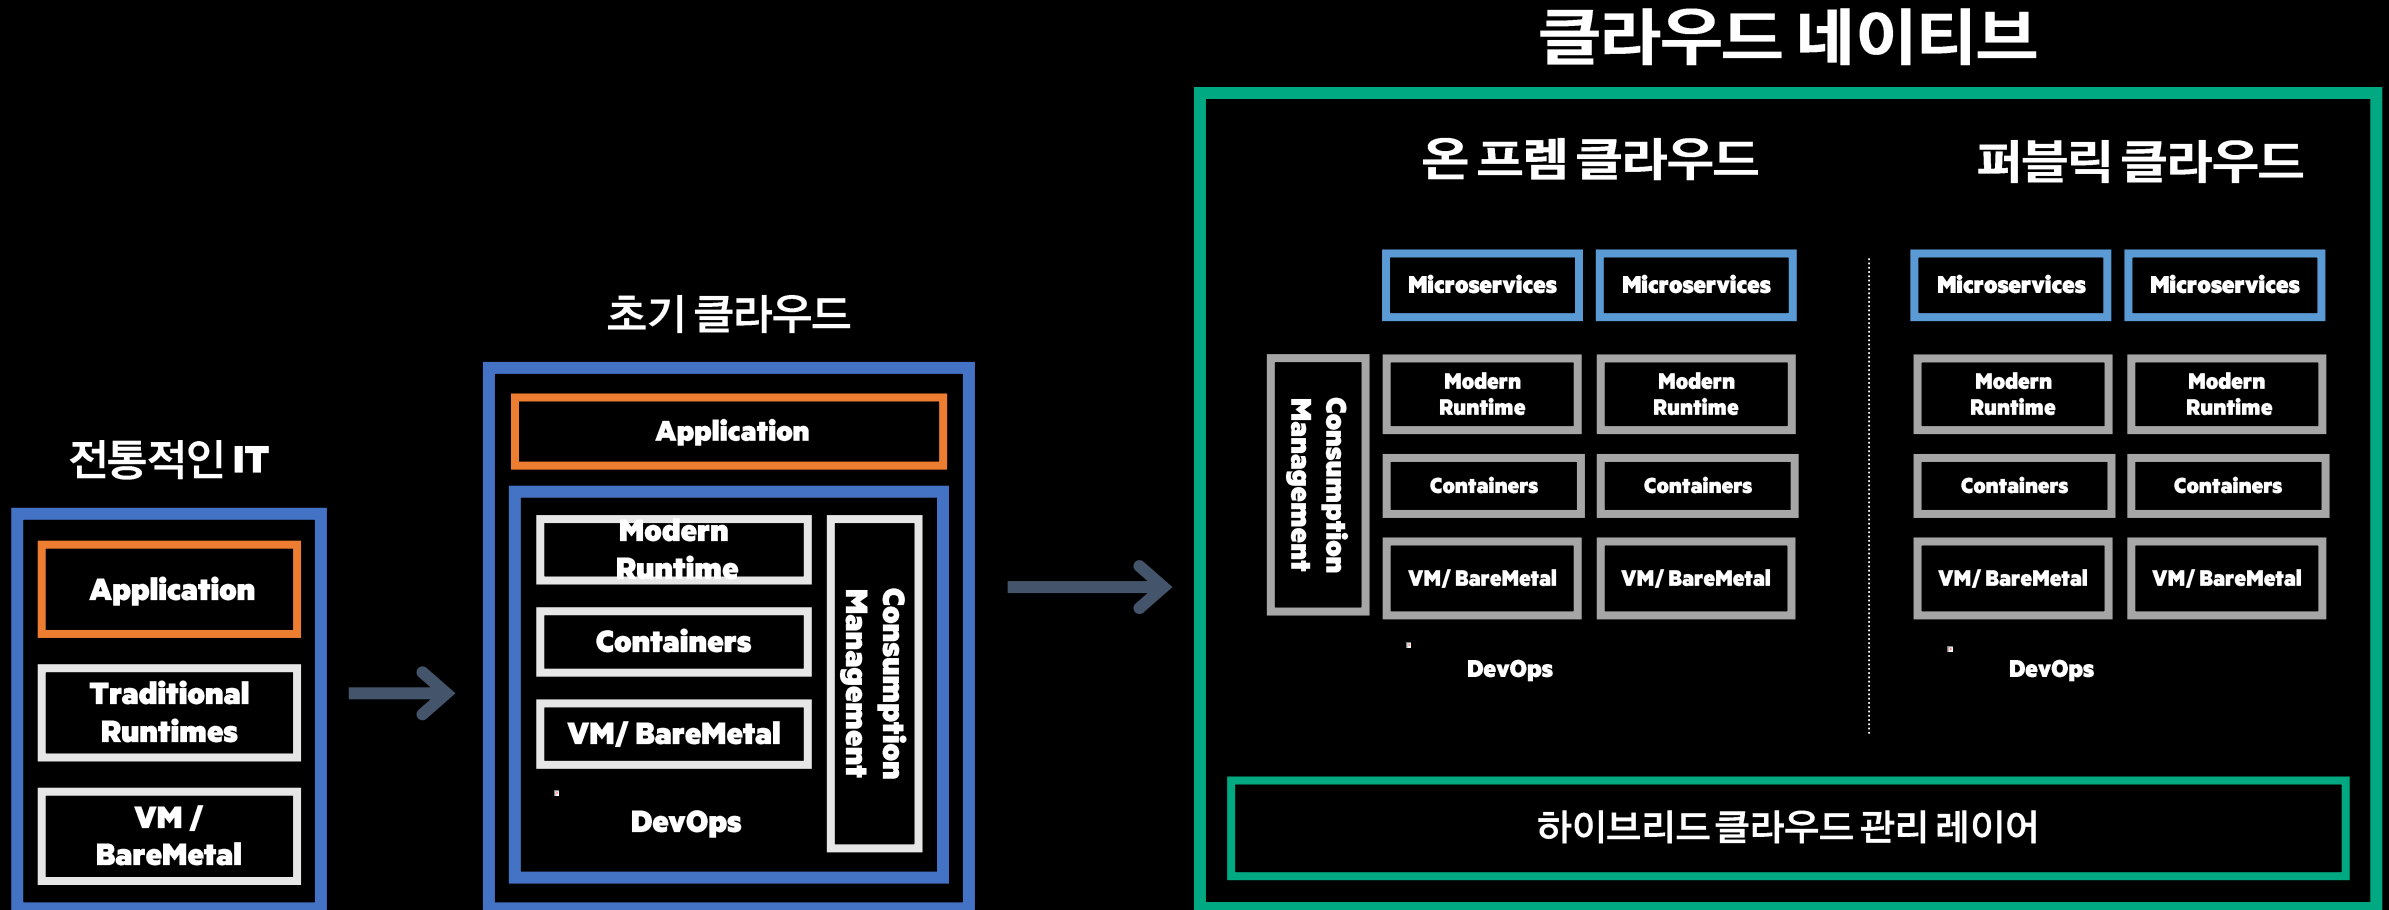 클라우드 네이티브
온 프렘 클라우드
퍼블릭 클라우드
Microservices
Microservices
Microservices
Microservices
Consumption
Management
Modern
Runtime
Modern
Runtime
Modern
Runtime
Modern
Runtime
Containers
Containers
Containers
Containers
VM/ BareMetal
VM/ BareMetal
VM/ BareMetal
VM/ BareMetal
DevOps
DevOps
하이브리드 클라우드 관리 레이어
초기 클라우드
Application
Modern
Runtime
Containers
VM/ BareMetal
DevOps
Consumption
Management
전통적인 IT
Application
Traditional
Runtimes
VM /
BareMetal